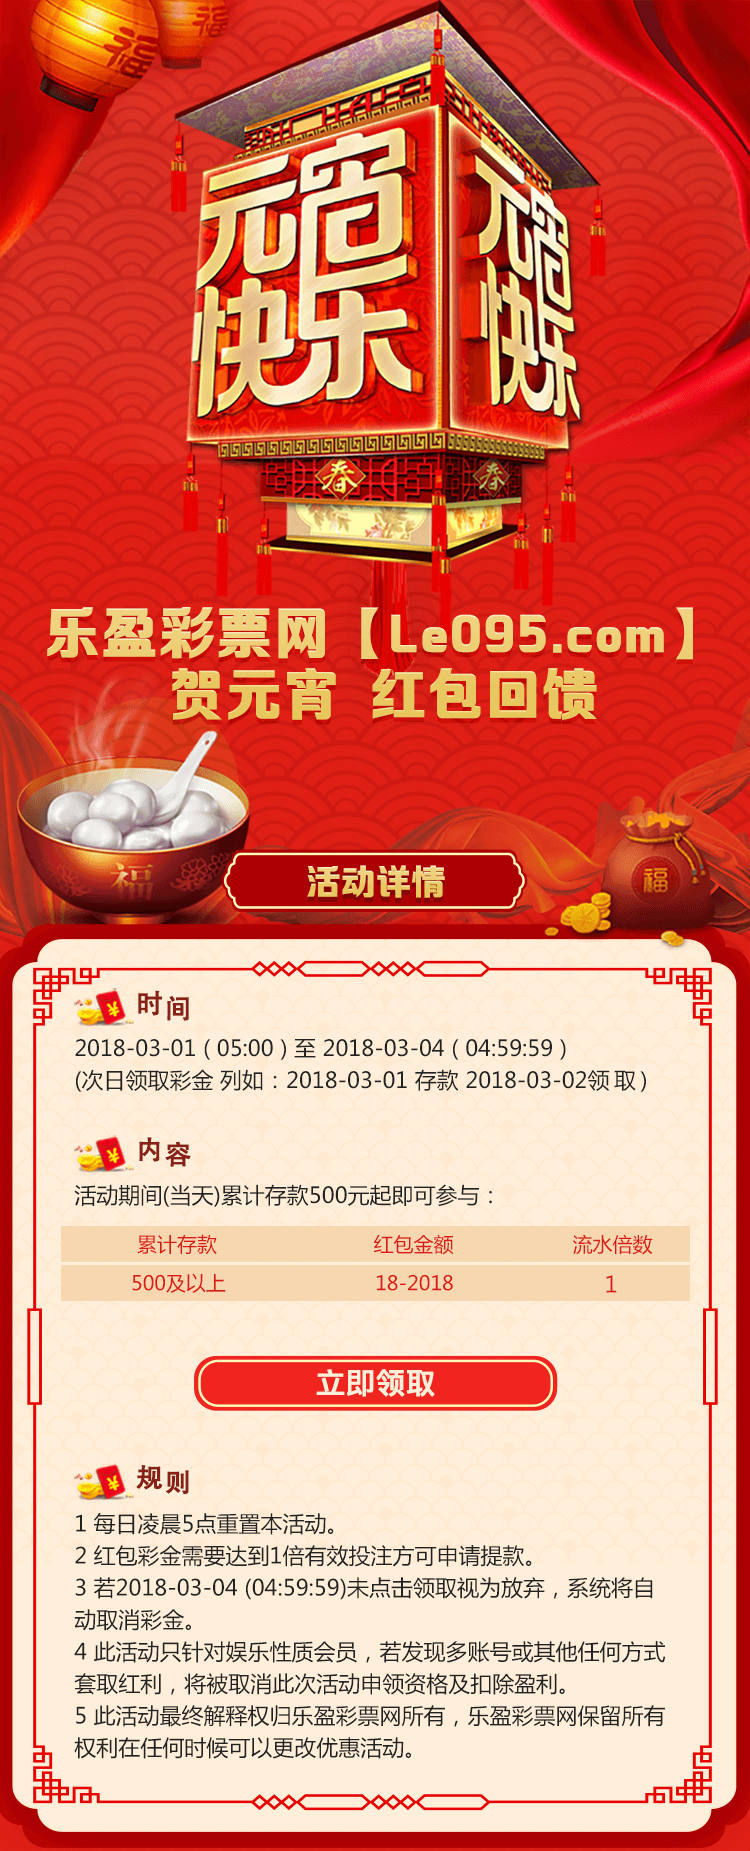 福
福
元宵
快乐
元宵
快乐
春
春
乐盈彩票网【Le095.com】
贺元宵 红包回馈
福
福
活动详情
时间
2018-03-01 ( 05:00 ) 至 2018-03-04 ( 04:59:59 )
(次日领取彩金 列如：2018-03-01 存款 2018-03-02领取 )
内容
活动期间(当天)累计存款500元起即可参与：
累计存款 红包金额 流水倍数
500及以上 18-2018 1
立即领取
规则
1 每日凌晨5点重置本活动。
2 红包彩金需要达到1倍有效投注方可申请提款。
3 若2018-03-04 (04:59:59)未点击领取视为放弃，系统将自
动取消彩金。
4 此活动只针对娱乐性质会员，若发现多账号或其他任何方式
套取红利，将被取消此次活动申领资格及扣除盈利。
5 此活动最终解释权归乐盈彩票网所有，乐盈彩票网保留所有
权利在任何时候可以更改优惠活动。